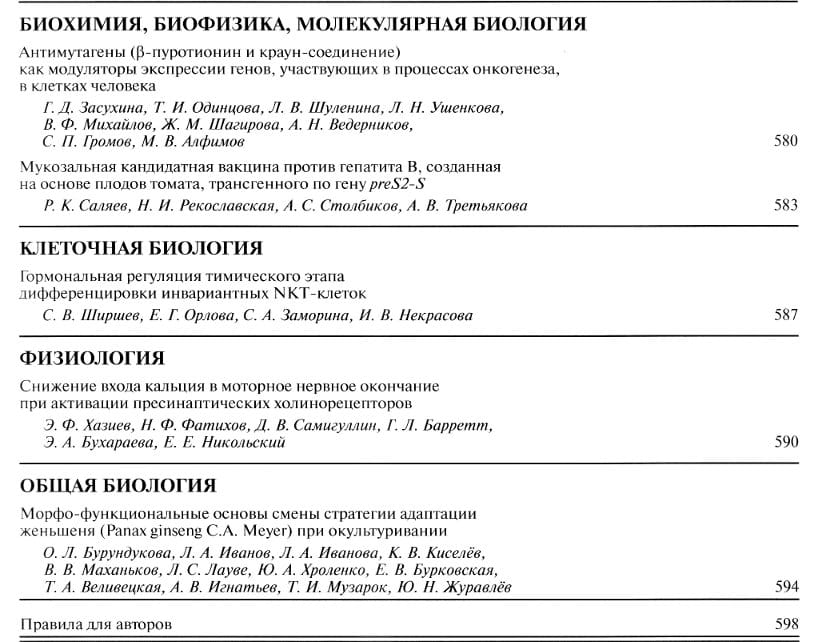 БИОХИМИЯ, БИОФИЗИКА, МОЛЕКУЛЯРНАЯ БИОЛОГИЯ
Антимутагены (β-пуротионин и краун-соединение)
как модуляторы экспрессии генов, участвующих в процессах онкогенеза,
в клетках человека
Г. Д. Засухина, Т. И. Одинцова, Л. В. Шуленина, Л. Н. Ушенкова,
В. Ф. Михайлов, Ж. М. Шагирова, А. Н. Ведерников,
С. П. Громов, М. В. Алфимов 580
Мукозальная кандидатная вакцина против гепатита В, созданная
на основе плодов томата, трансгенного по гену preS2-S
Р. К. Саляев, Н. И. Рекославская, А. С. Столбиков, А. В. Третьякова 583
КЛЕТОЧНАЯ БИОЛОГИЯ
Гормональная регуляция тимического этапа
дифференцировки инвариантных NKT-клеток
С. В. Ширшев, Е. Г. Орлова, С. А. Заморина, И. В. Некрасова 587
ФИЗИОЛОГИЯ
Снижение входа кальция в моторное нервное окончание
при активации пресинаптических холинорецепторов
Э. Ф. Хазиев, Н. Ф. Фатихов, Д. В. Самигуллин, Г. Л. Барретт,
Э. А. Бухараева, Е. Е. Никольский 590
ОБЩАЯ БИОЛОГИЯ
Морфо-функциональные основы смены стратегии адаптации
женьшеня (Panax ginseng C.A. Meyer) при окультуривании
О. Л. Бурундукова, Л. А. Иванов, Л. А. Иванова, К. В. Киселёв,
В. В. Маханьков, Л. С. Лауве, Ю. А. Хроленко, Е. В. Бурковская,
Т. А. Веливецкая, А. В. Игнатьев, Т. И. Музарок, Ю. Н. Журавлёв 594
Правила для авторов 598